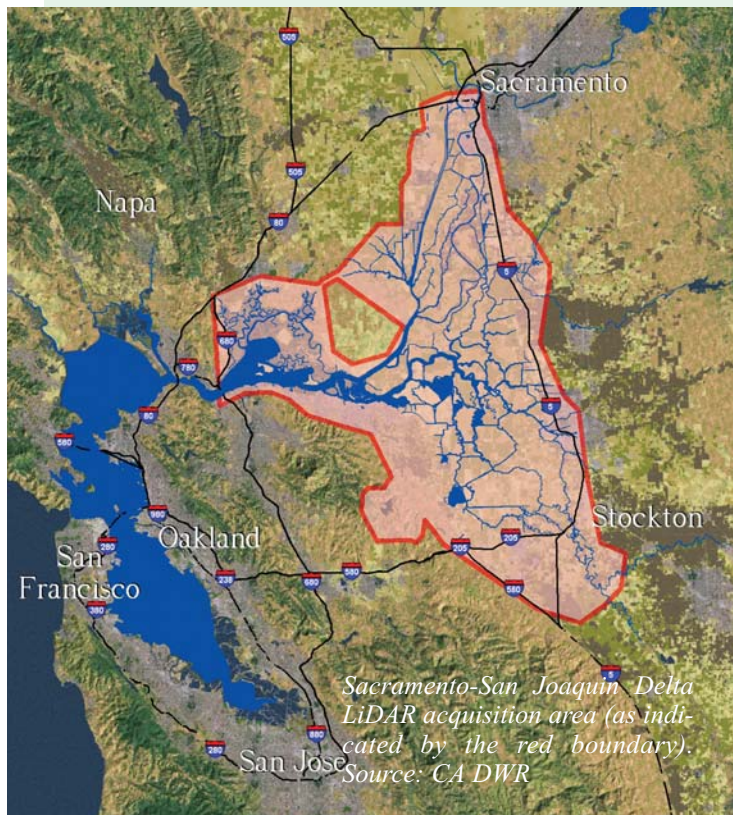 505
Sacramento
505
Napa
80
5
680
780
80
5
580
980
Oakland
Stockton
205
205
San
Francisco
280
238
680
580
580
380
5
880
280
San Jose
Sacramento-San Joaquin Delta
LiDAR acquisition area (as indi-
cated by the red boundary).
Source: CA DWR